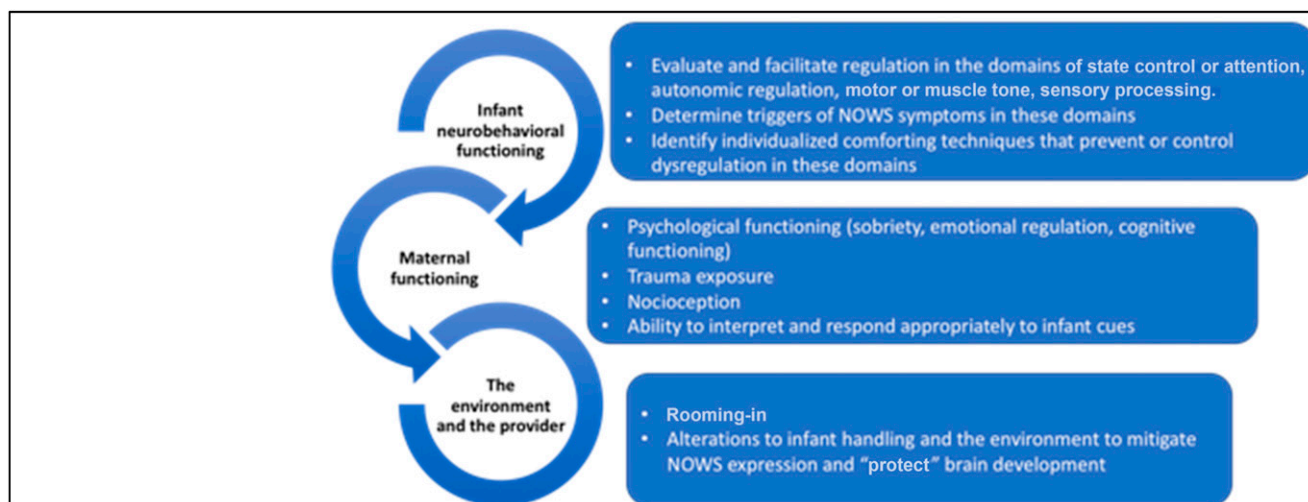 Infant
neurobehavioral
functioning
• Evaluate and facilitate regulation in the domains of state control or attention,
autonomic regulation, motor or muscle tone, sensory processing.
• Determine triggers of NOWS symptoms in these domains
• Identify individualized comforting techniques that prevent or control
dysregulation in these domains
Maternal
functioning
• Psychological functioning (sobriety, emotional regulation, cognitive
functioning)
• Trauma exposure
• Nocioception
• Ability to interpret and respond appropriately to infant cues
The
environment
and the provider
• Rooming-in
• Alterations to infant handling and the environment to mitigate
NOWS expression and “protect” brain development